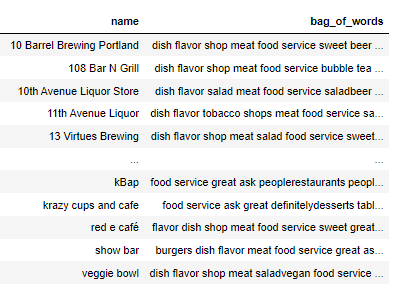 name bag_of_words
10 Barrel Brewing Portland dish flavor shop meat food service sweet beer ...
108 Bar N Grill dish flavor shop meat food service bubble tea ...
10th Avenue Liquor Store dish flavor salad meat food service saladbeer ...
11th Avenue Liquor dish flavor tobacco shops meat food service sa...
13 Virtues Brewing dish flavor shop meat salad food service sweet...
... ...
kBap food service great ask peoplerestaurants peopl...
krazy cups and cafe food service ask great definitelydesserts tabl...
red e café flavor dish shop meat food service sweet great...
show bar burgers dish flavor meat food service great as...
veggie bowl dish flavor shop meat saladvegan food service ...